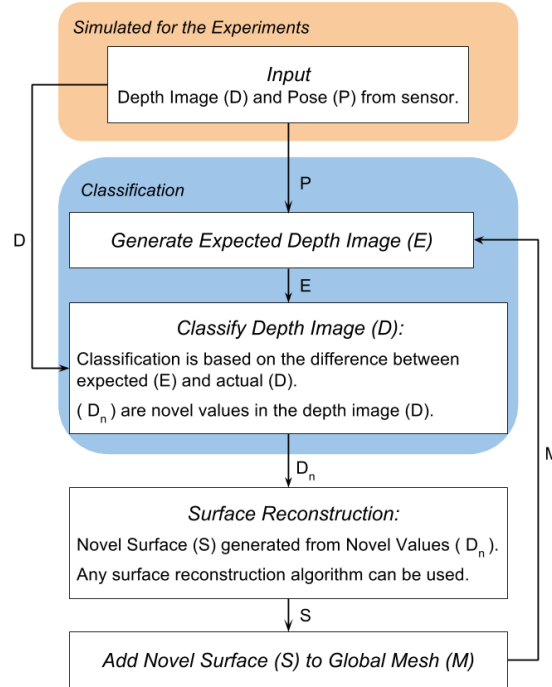 Simulated for the Experiments
Input
Depth Image (D) and Pose (P) from sensor.
P
Classification
D
Generate Expected Depth Image (E)
E
Classify Depth Image (D):
Classification is based on the difference between
expected (E) and actual (D).
( Dn ) are novel values in the depth image (D).
M
Dn
Surface Reconstruction:
Novel Surface (S) generated from Novel Values ( Dn ).
Any surface reconstruction algorithm can be used.
S
Add Novel Surface (S) to Global Mesh (M)